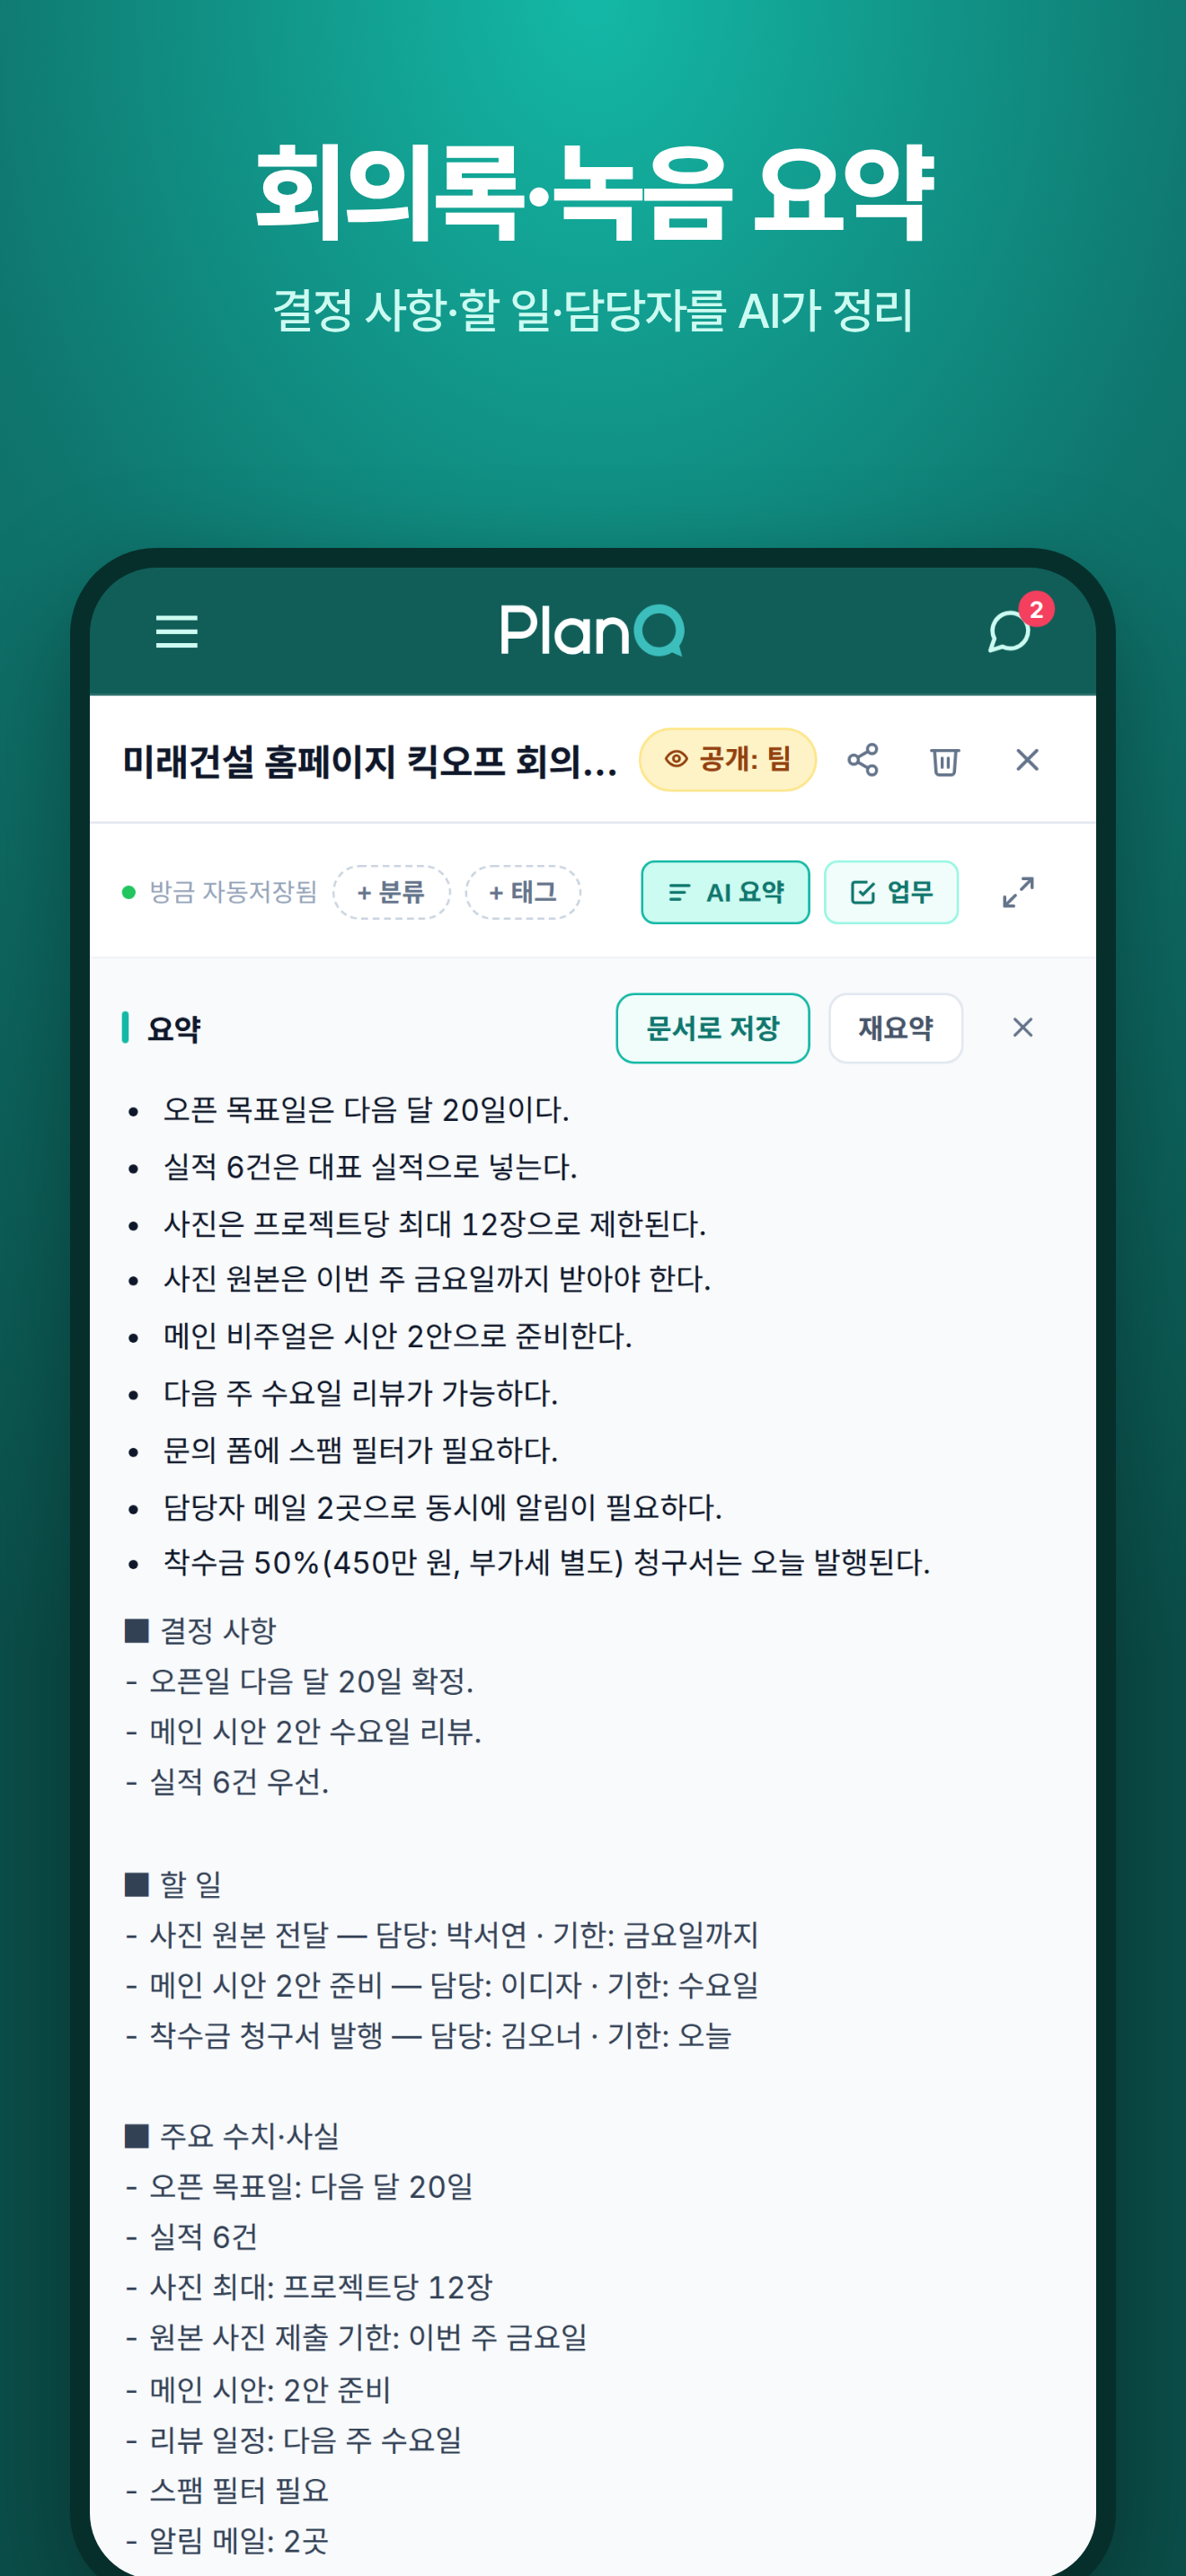 회의록·녹음 요약
결정 사항·할 일·담당자를 AI가 정리
PlanQ
2
미래건설 홈페이지 킥오프 회의...
공개: 팀
방금 자동저장됨
+ 분류
+ 태그
AI 요약
업무
요약
문서로 저장
재요약
• 오픈 목표일은 다음 달 20일이다.
• 실적 6건은 대표 실적으로 넣는다.
• 사진은 프로젝트당 최대 12장으로 제한된다.
• 사진 원본은 이번 주 금요일까지 받아야 한다.
• 메인 비주얼은 시안 2안으로 준비한다.
• 다음 주 수요일 리뷰가 가능하다.
• 문의 폼에 스팸 필터가 필요하다.
• 담당자 메일 2곳으로 동시에 알림이 필요하다.
• 착수금 50%(450만 원, 부가세 별도) 청구서는 오늘 발행된다.
■ 결정 사항
- 오픈일 다음 달 20일 확정.
- 메인 시안 2안 수요일 리뷰.
- 실적 6건 우선.
■ 할 일
- 사진 원본 전달 — 담당: 박서연 · 기한: 금요일까지
- 메인 시안 2안 준비 — 담당: 이디자 · 기한: 수요일
- 착수금 청구서 발행 — 담당: 김오너 · 기한: 오늘
■ 주요 수치·사실
- 오픈 목표일: 다음 달 20일
- 실적 6건
- 사진 최대: 프로젝트당 12장
- 원본 사진 제출 기한: 이번 주 금요일
- 메인 시안: 2안 준비
- 리뷰 일정: 다음 주 수요일
- 스팸 필터 필요
- 알림 메일: 2곳